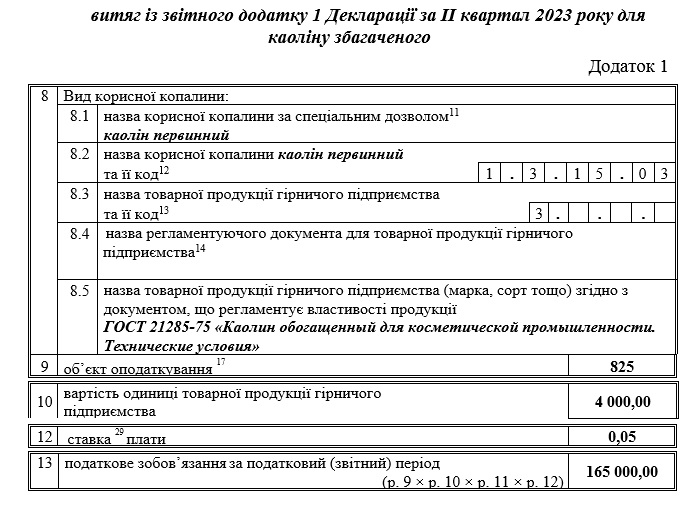 витяг із звітного додатку 1 Декларації за ІІ квартал 2023 року для
каоліну збагаченого
Додаток 1
8 Вид корисної копалини:
8.1 назва корисної копалини за спеціальним дозволом11
каолін первинний
8.2 назва корисної копалини каолін первинний
та її код12 1 . 3 . 1 5 . 0 3
8.3 назва товарної продукції гірничого підприємства
та її код13 3 . . .
8.4 назва регламентуючого документа для товарної продукції гірничого
підприємства14
8.5 назва товарної продукції гірничого підприємства (марка, сорт тощо) згідно з
документом, що регламентує властивості продукції
ГОСТ 21285-75 «Каолин обогащенный для косметической промышленности.
Технические условия»
9 об’єкт оподаткування 17 825
10 вартість одиниці товарної продукції гірничого
підприємства 4 000,00
12 ставка 29 плати 0,05
13 податкове зобов’язання за податковий (звітний) період
(р. 9 × р. 10 × р. 11 × р. 12) 165 000,00